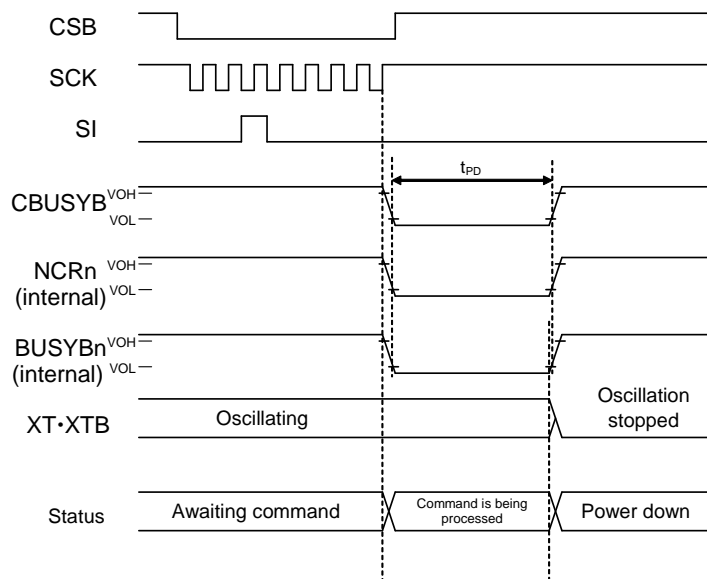 CSB
SCK
SI
tPD
CBUSYB
VOH
VOL
NCRn
(internal)
VOH
VOL
BUSYBn
(internal)
VOH
VOL
XT•XTB
Oscillating
Oscillation
stopped
Status
Awaiting command
Command is being
processed
Power down